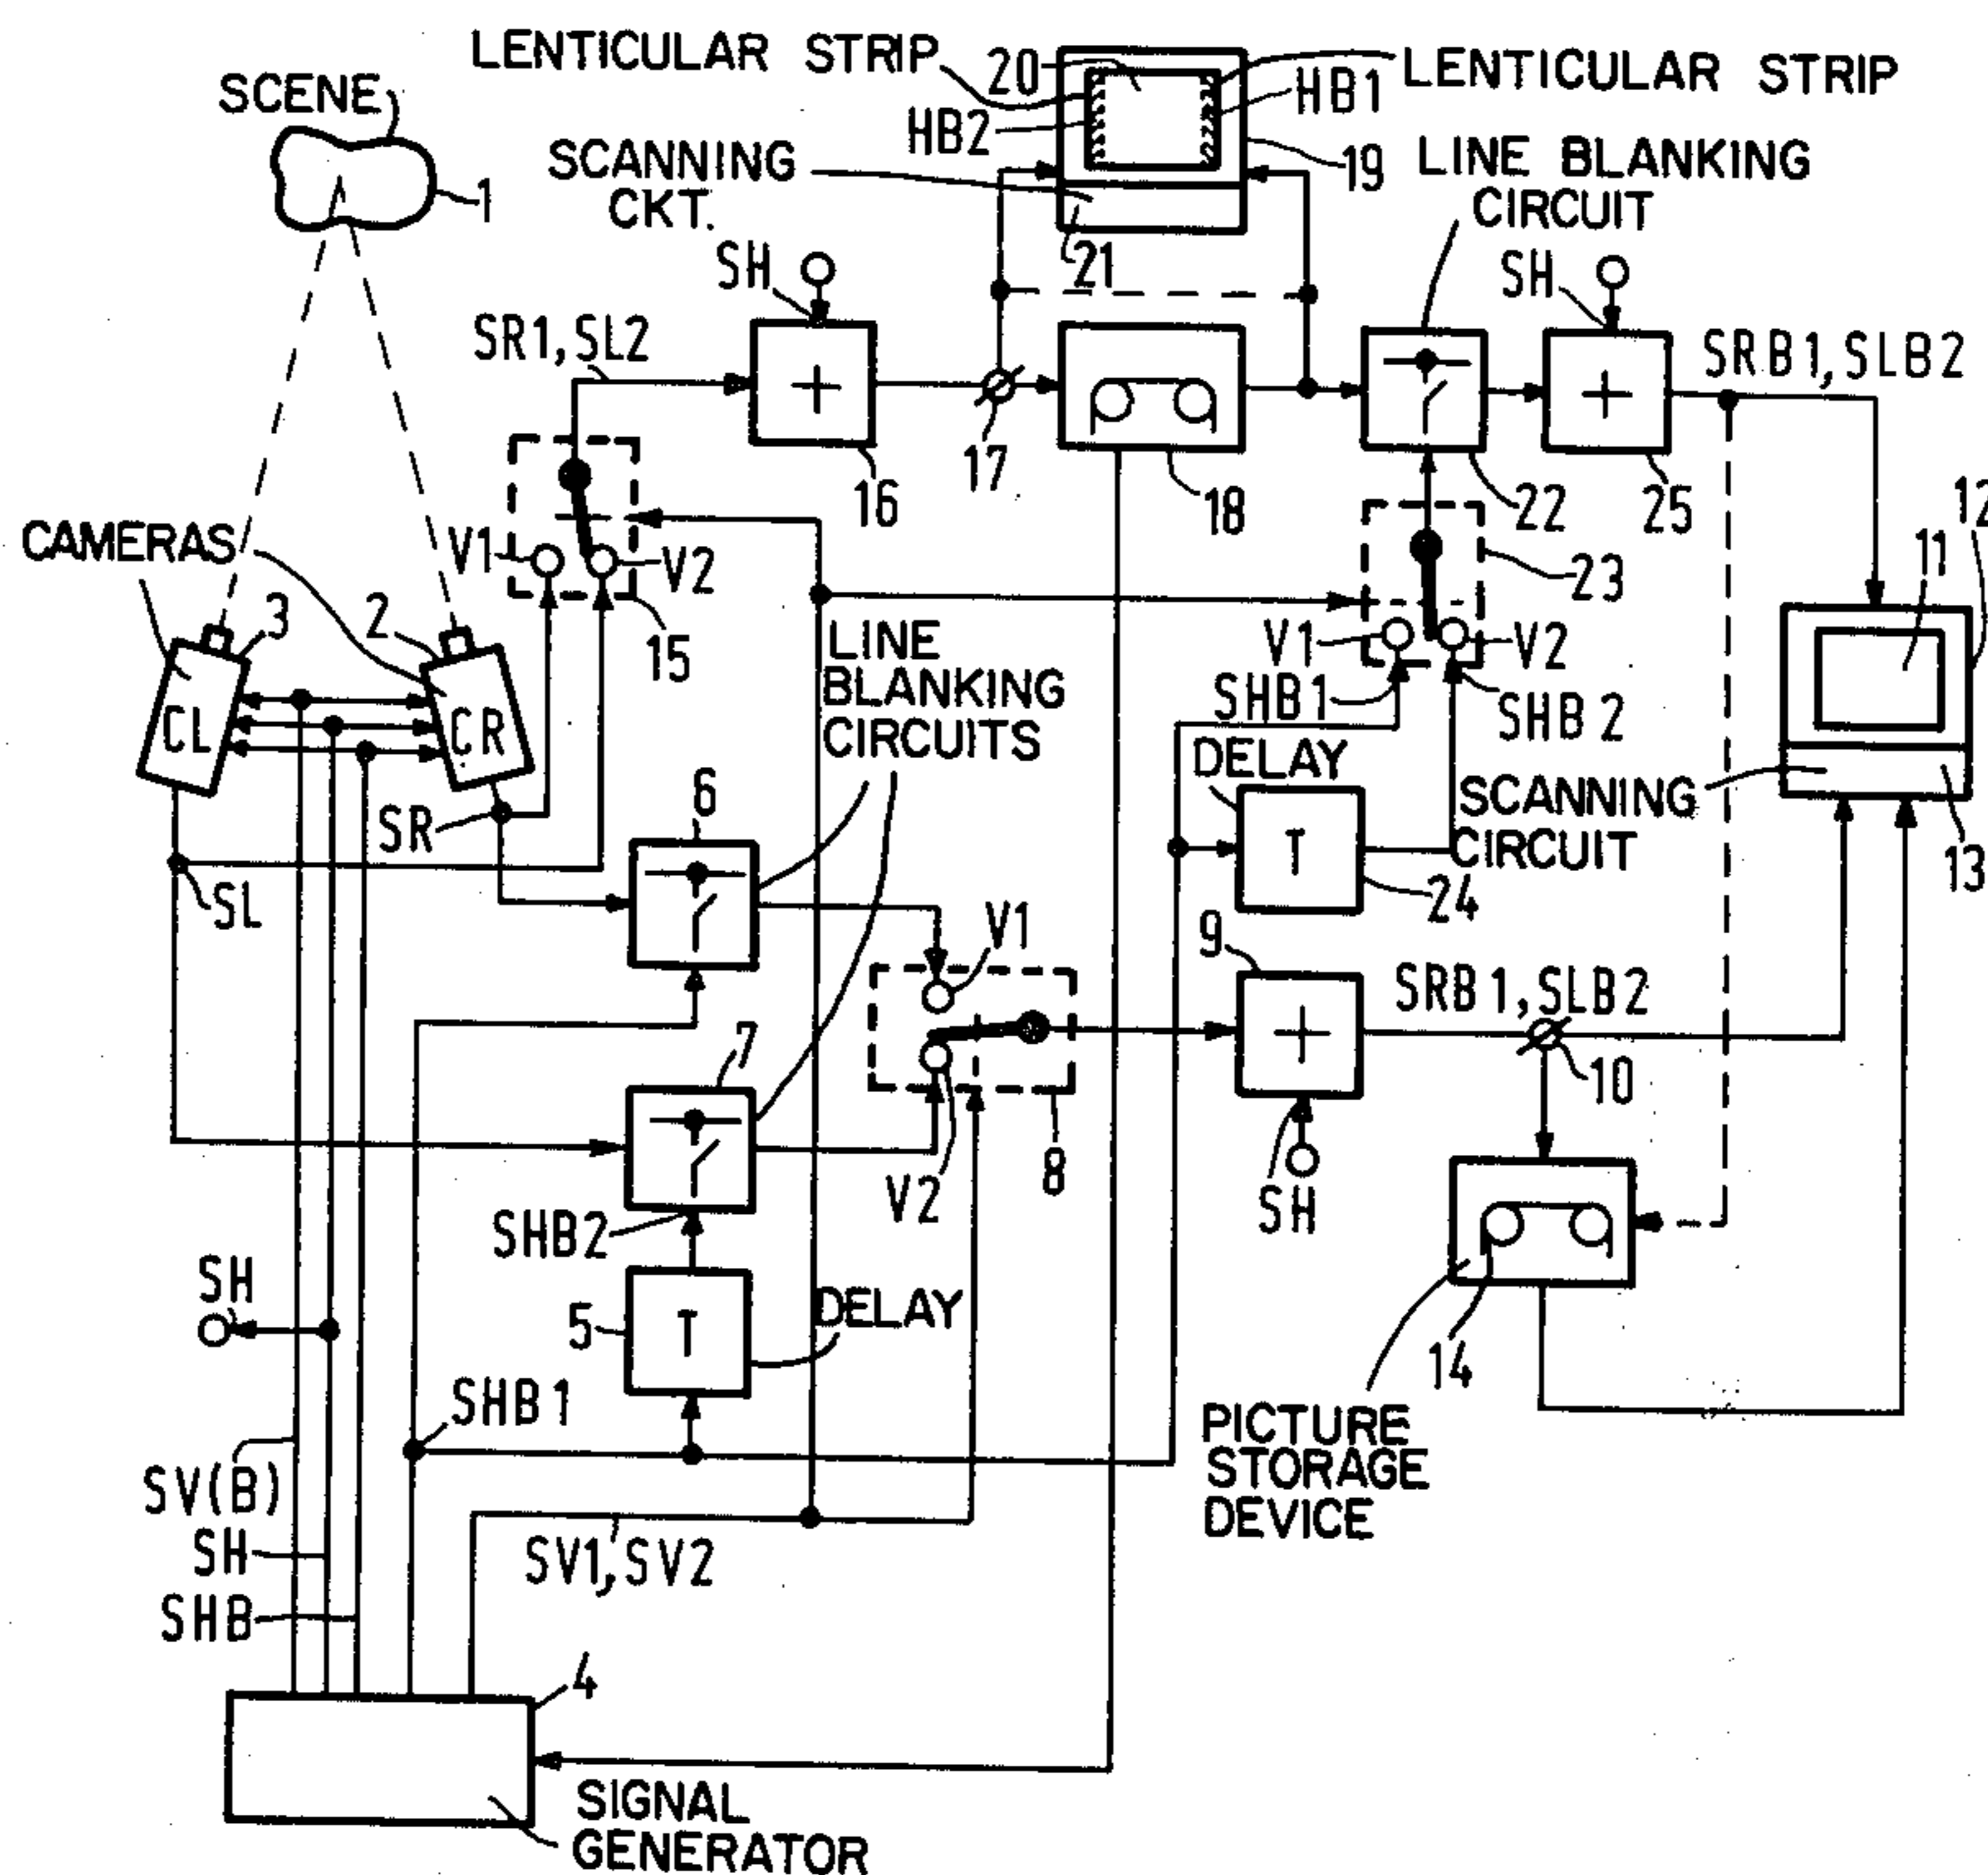 LENTICULAR STRIP
20
LENTICULAR STRIP
SCENE
HB1
HB2
SCANNING
CKT.
19
LINE BLANKING
CIRCUIT
1
SH
21
SH
SR1,SL2
+
+
SRB1,SLB2
16
17
18
22
25
12
CAMERAS
V1
V2
23
11
3
2
15
LINE
BLANKING
CIRCUITS
V1
V2
SHB1
SHB2
CL
CR
DELAY
SCANNING
CIRCUIT
SR
6
T
13
SL
24
V1
9
SRB1,SLB2
+
7
10
V2
8
SHB2
SH
SH
5
T
DELAY
14
SHB1
PICTURE
STORAGE
DEVICE
SV(B)
SH
SV1,SV2
SHB
4
SIGNAL
GENERATOR